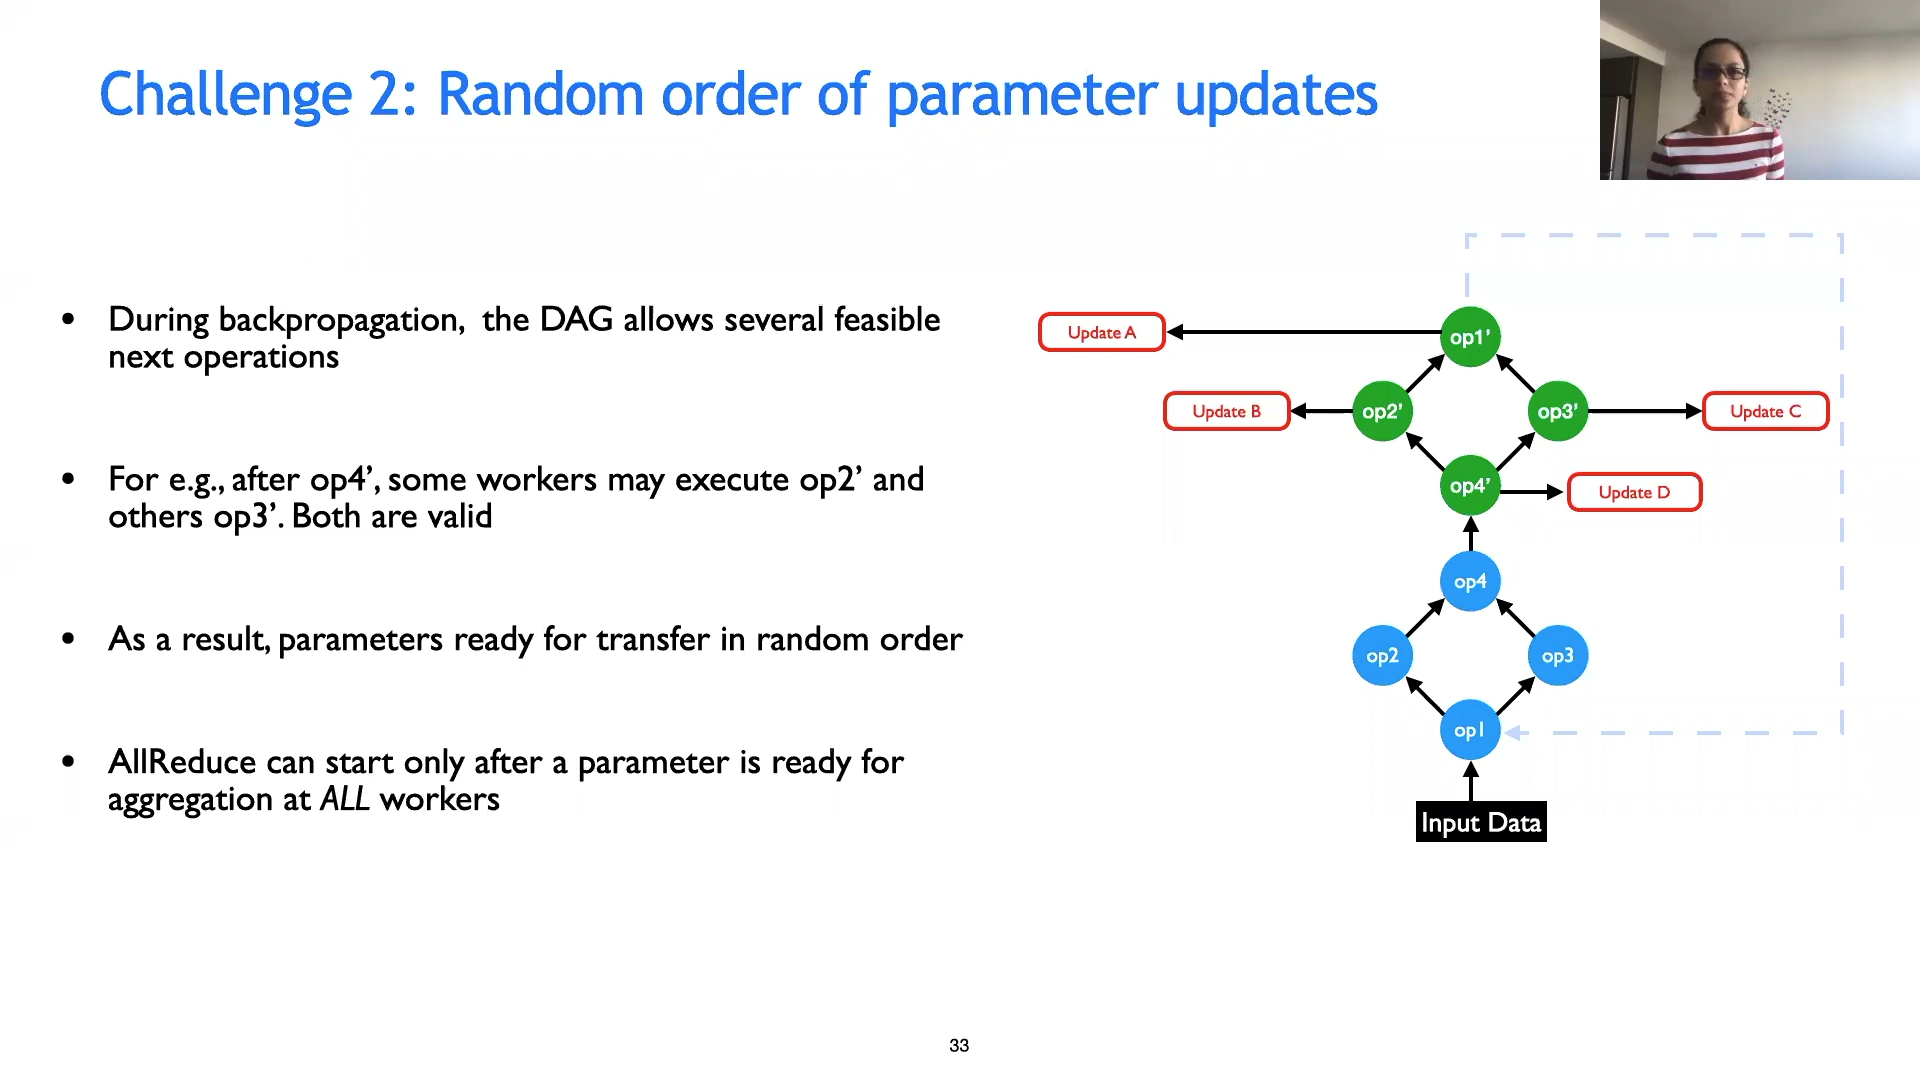 Challenge 2: Random order of parameter updates
• During backpropagation, the DAG allows several feasible
next operations
• For e.g., after op4’, some workers may execute op2’ and
others op3’. Both are valid
• As a result, parameters ready for transfer in random order
• AllReduce can start only after a parameter is ready for
aggregation at ALL workers
Update A
op1’
Update B
op2’
op3’
Update C
op4’
Update D
op4
op2
op3
op1
Input Data
33